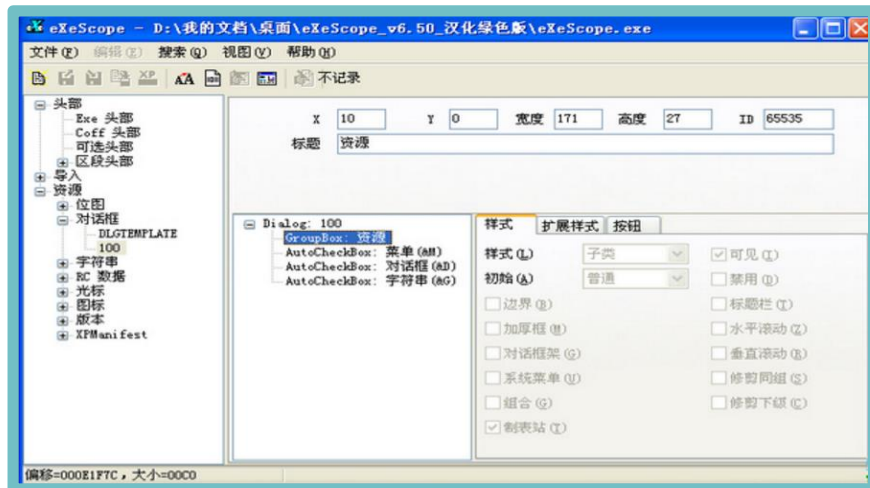 eXeScope - D:\我的文档\桌面\eXeScope_v6.50_汉化绿色版\eXeScope.exe
文件(F) 编辑(E) 搜索(Q) 视图(V) 帮助(H)
不记录
头部
Exe 头部
Coff 头部
可选头部
区段头部
导入
资源
位图
对话框
DLGTEMPLATE
100
字符串
RC 数据
光标
图标
版本
XPManifest
X 10 Y 0 宽度 171 高度 27 ID 65535
标题 资源
Dialog: 100
GroupBox: 资源
AutoCheckBox: 菜单(&M)
AutoCheckBox: 对话框(&D)
AutoCheckBox: 字符串(&G)
样式 扩展样式 按钮
样式(L) 子类 可见(I)
初始(A) 普通 禁用(D)
边界(B) 标题栏(T)
加厚框(M) 水平滚动(Z)
对话框架(G) 垂直滚动(R)
系统菜单(U) 修剪同组(S)
组合(G) 修剪下级(C)
制表站(T)
偏移=000E1F7C，大小=00C0